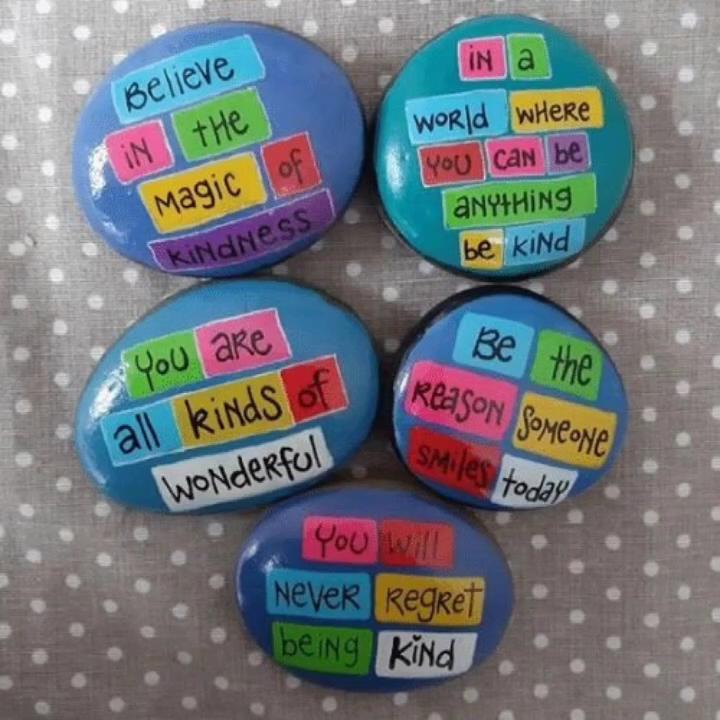 Believe
iN tHe
Magic of
KiNdNess
iN a
WORld WHERe
YOU CAN be
ANYtHiNg
be KiNd
YOU aRe
all KiNds of
WONdeRfUl
Be the
ReasoN SOMeONe
sMiles today
YoU Will
NeVeR RegReT
beiNg KiNd